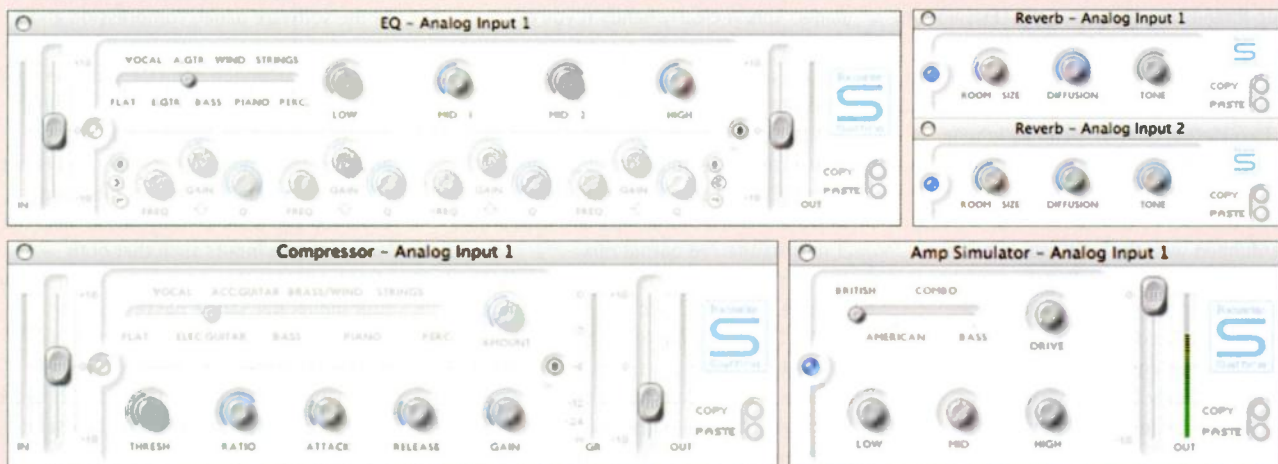 EQ - Analog Input 1
VOCAL A.GTR WIND STRINGS
FLAT E.GTR BASS PIANO PERC.
LOW MID 1 MID 2 HIGH
GAIN GAIN GAIN GAIN
FREQ Q FREQ Q FREQ Q FREQ Q
IN
OUT
+18
0
-18
COPY
PASTE
Reverb - Analog Input 1
ROOM SIZE DIFFUSION TONE
COPY
PASTE
Reverb - Analog Input 2
ROOM SIZE DIFFUSION TONE
COPY
PASTE
Compressor - Analog Input 1
VOCAL ACC.GUITAR BRASS/WIND STRINGS
FLAT ELEC.GUITAR BASS PIANO PERC.
AMOUNT
THRESH RATIO ATTACK RELEASE GAIN
IN
GR
OUT
COPY
PASTE
Amp Simulator - Analog Input 1
BRITISH COMBO
AMERICAN BASS
DRIVE
LOW MID HIGH
OUT
COPY
PASTE